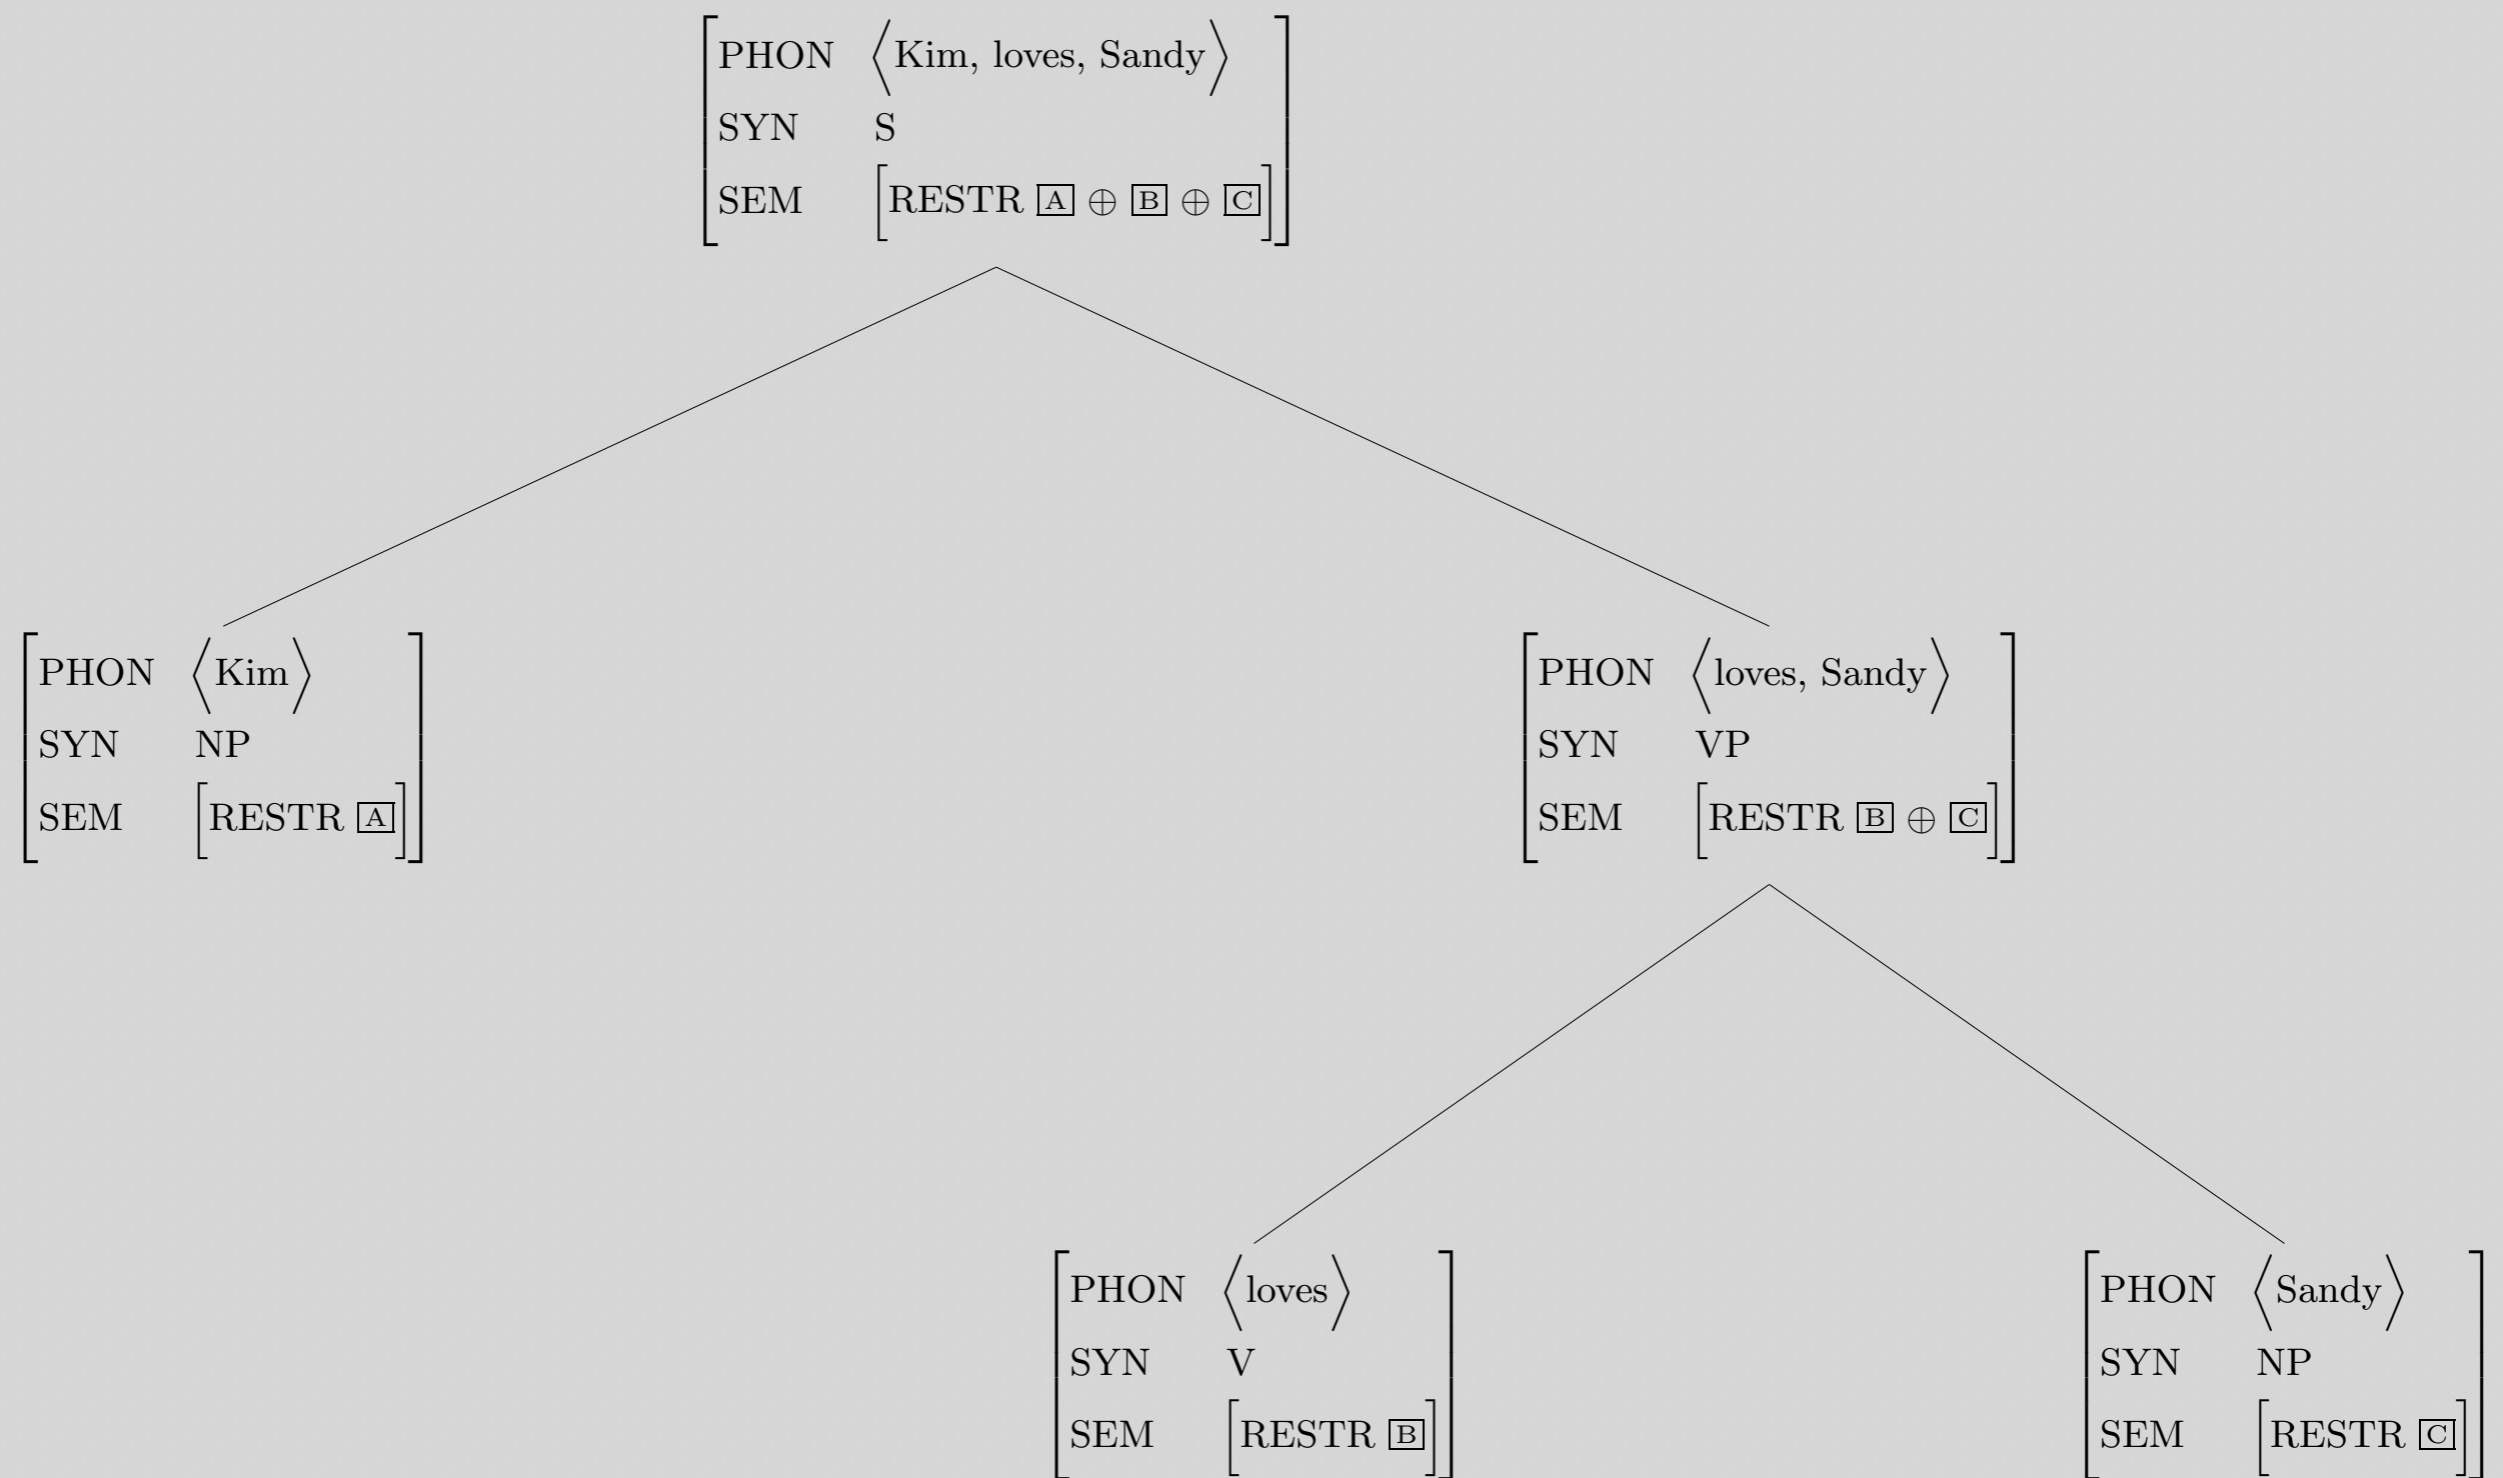 PHON ⟨Kim, loves, Sandy⟩
SYN S
SEM [RESTR A ⊕ B ⊕ C]
PHON ⟨Kim⟩
SYN NP
SEM [RESTR A]
PHON ⟨loves, Sandy⟩
SYN VP
SEM [RESTR B ⊕ C]
PHON ⟨loves⟩
SYN V
SEM [RESTR B]
PHON ⟨Sandy⟩
SYN NP
SEM [RESTR C]